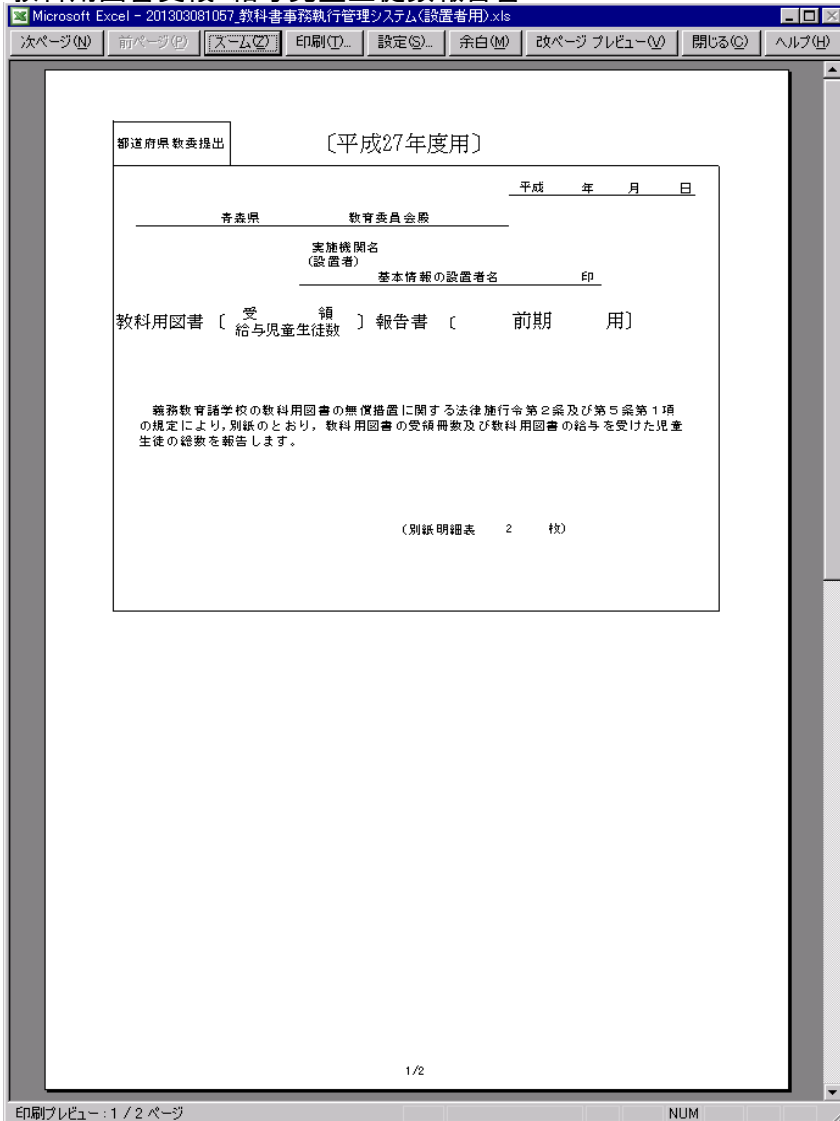 Microsoft Excel - 201303081057_教科書事務執行管理システム(設置者用).xls
次ページ(N) 前ページ(P) ズーム(Z) 印刷(T)... 設定(S)... 余白(M) 改ページ プレビュー(V) 閉じる(C) ヘルプ(H)
都道府県教委提出
〔平成27年度用〕
平成 年 月 日
青森県 教育委員会殿
実施機関名
(設置者)
基本情報の設置者名 印
教科用図書 〔 受 領 給与児童生徒数 〕 報告書 〔 前期 用〕
義務教育諸学校の教科用図書の無償措置に関する法律施行令第2条及び第5条第1項
の規定により,別紙のとおり,教科用図書の受領冊数及び教科用図書の給与を受けた児童
生徒の総数を報告します。
(別紙明細表 2 枚)
1/2
印刷プレビュー : 1 / 2 ページ
NUM